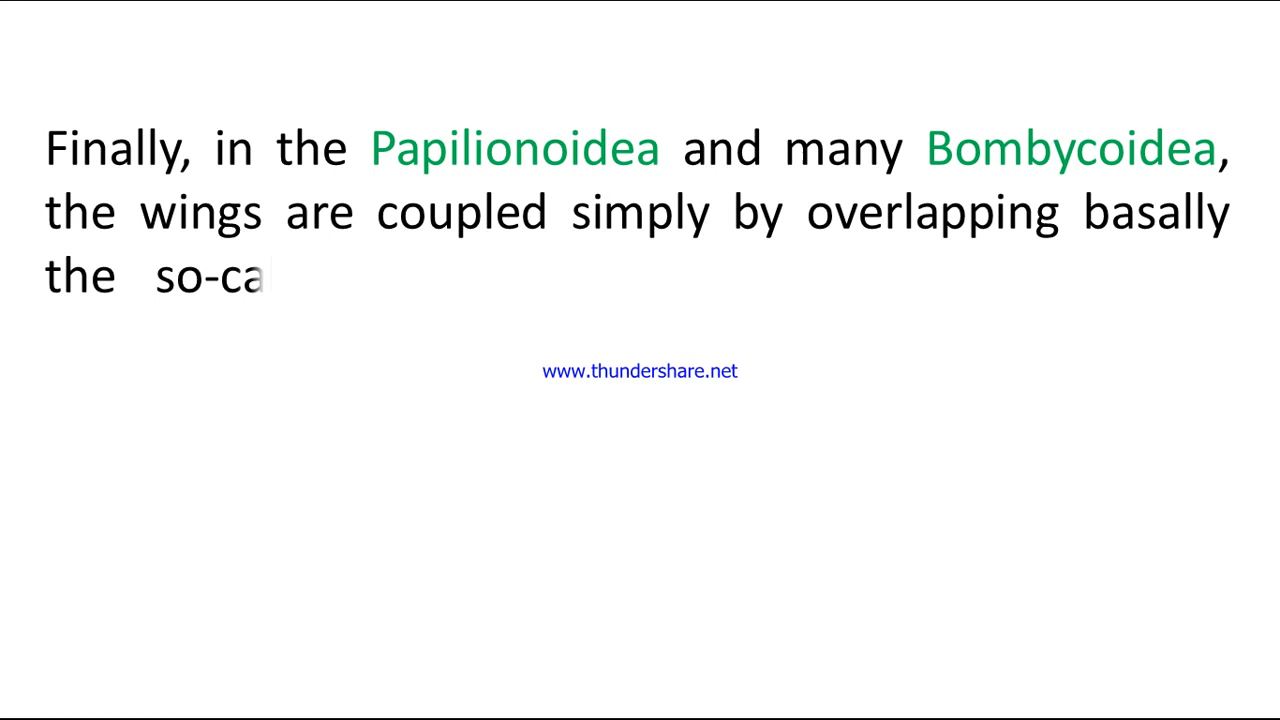 Finally, in the Papilionoidea and many Bombycoidea,
the wings are coupled simply by overlapping basally
the so-ca
www.thundershare.net